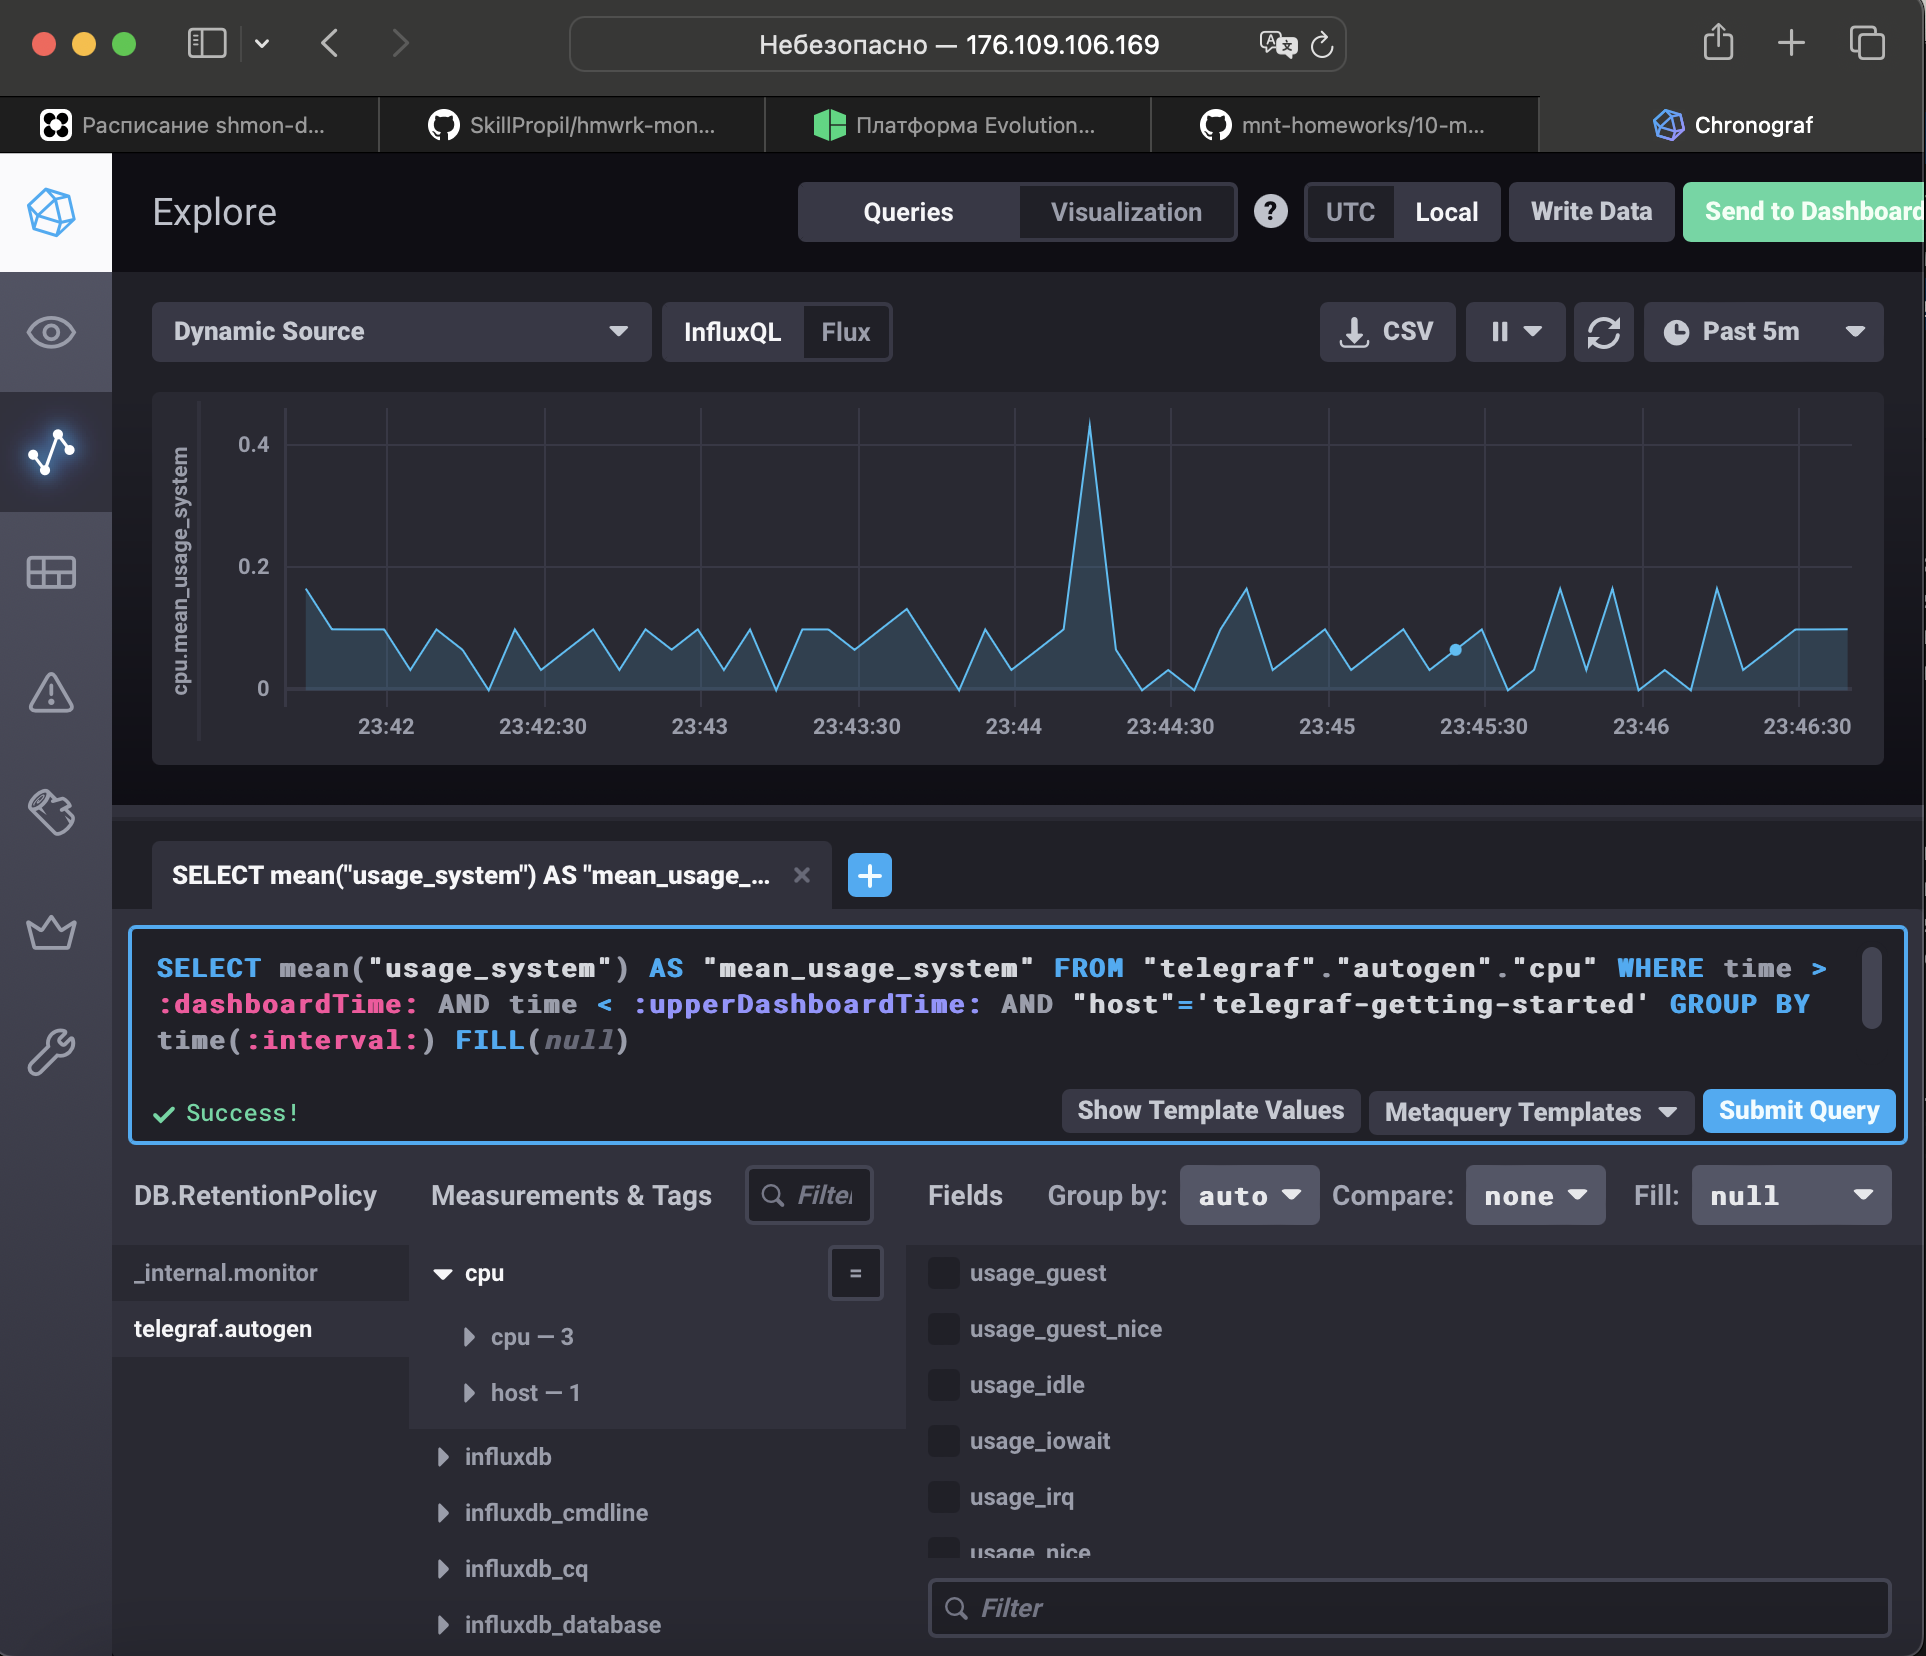 Небезопасно — 176.109.106.169
Расписание shmon-d...
SkillPropil/hmwrk-mon...
Платформа Evolution...
mnt-homeworks/10-m...
Chronograf
Explore
Queries
Visualization
?
UTC
Local
Write Data
Send to Dashboard
Dynamic Source
InfluxQL
Flux
CSV
Past 5m
cpu.mean_usage_system
0.4
0.2
0
23:42
23:42:30
23:43
23:43:30
23:44
23:44:30
23:45
23:45:30
23:46
23:46:30
SELECT mean("usage_system") AS "mean_usage_...
SELECT mean("usage_system") AS "mean_usage_system" FROM "telegraf"."autogen"."cpu" WHERE time >
:dashboardTime: AND time < :upperDashboardTime: AND "host"='telegraf-getting-started' GROUP BY
time(:interval:) FILL(null)
Success!
Show Template Values
Metaquery Templates
Submit Query
DB.RetentionPolicy
Measurements & Tags
Filter
Fields
Group by:
auto
Compare:
none
Fill:
null
_internal.monitor
telegraf.autogen
cpu
=
cpu — 3
host — 1
influxdb
influxdb_cmdline
influxdb_cq
influxdb_database
usage_guest
usage_guest_nice
usage_idle
usage_iowait
usage_irq
usage_nice
Filter